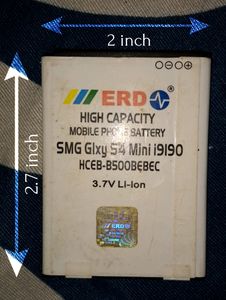 2 inch
2.7 inch
ERD
HIGH CAPACITY
MOBILE PHONE BATTERY
SMG Glxy S4 Mini i9190
HCEB-B500BEBEC
3.7V Li-Ion
ERD